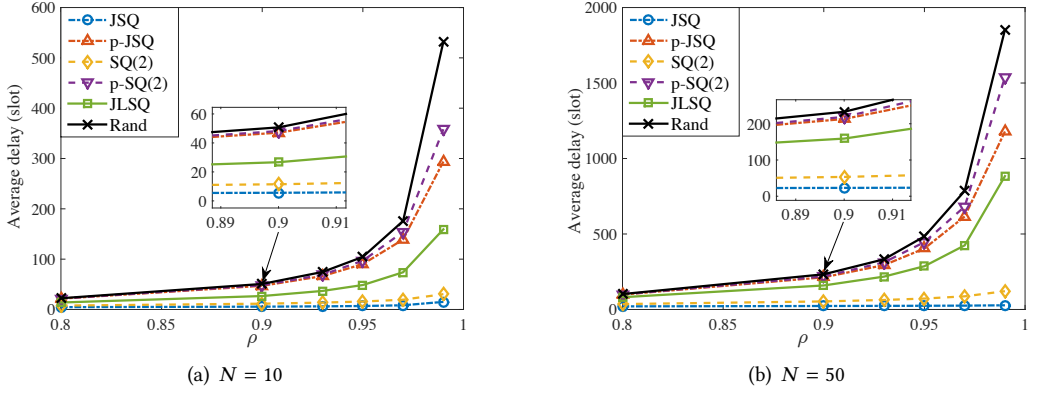 600
500
400
300
200
100
0
Average delay (slot)
JSQ
p-JSQ
SQ(2)
p-SQ(2)
JLSQ
Rand
60
40
20
0
0.89
0.9
0.91
0.8
0.85
0.9
0.95
1
ρ
(a) N = 10
2000
1500
1000
500
0
Average delay (slot)
JSQ
p-JSQ
SQ(2)
p-SQ(2)
JLSQ
Rand
200
100
0
0.89
0.9
0.91
0.8
0.85
0.9
0.95
1
ρ
(b) N = 50